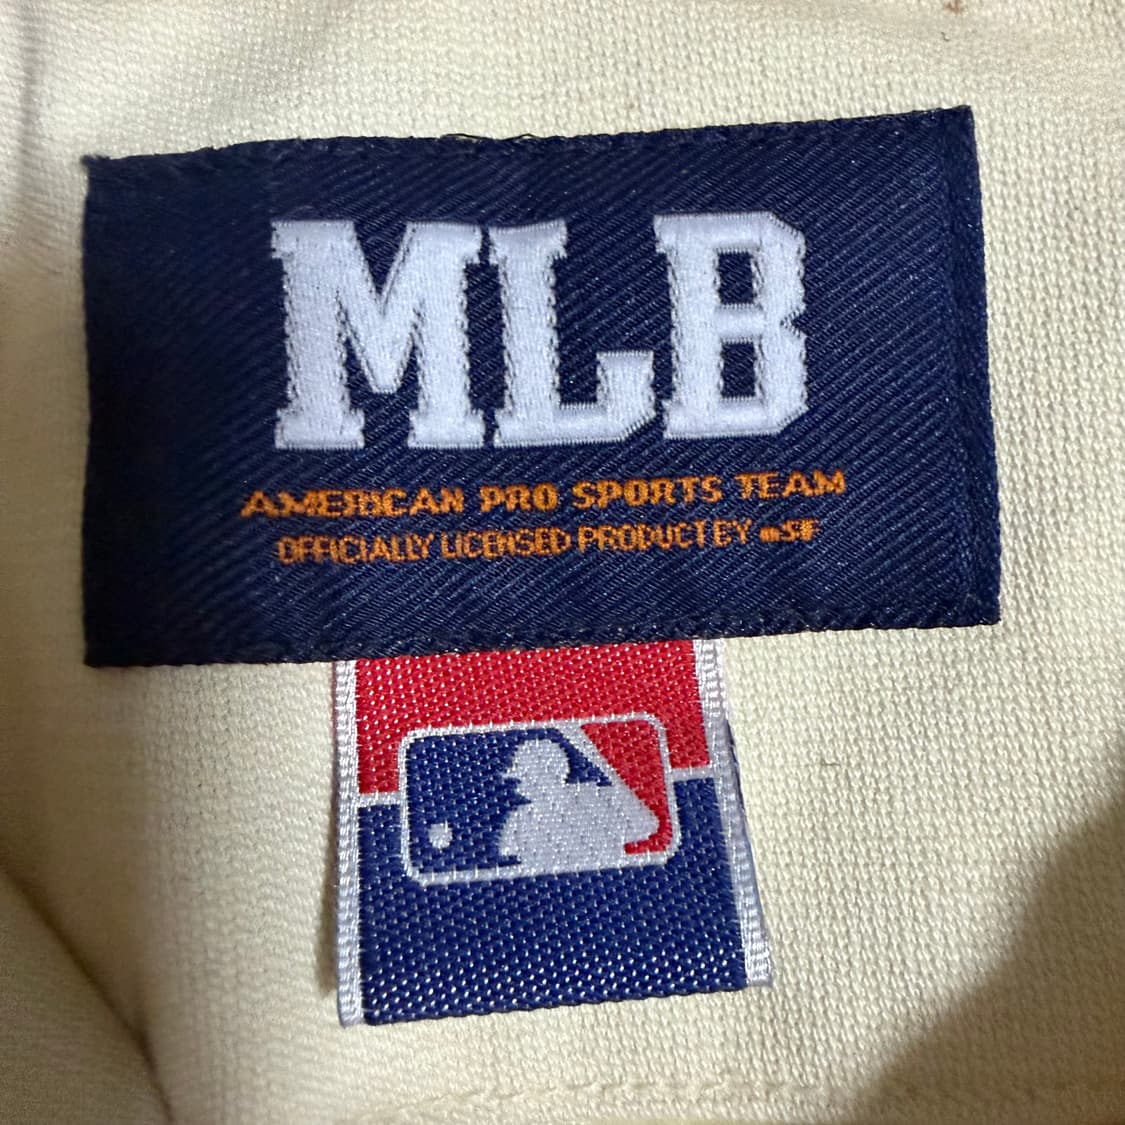 MLB
AMERICAN PRO SPORTS TEAM
OFFICIALLY LICENSED PRODUCT BY